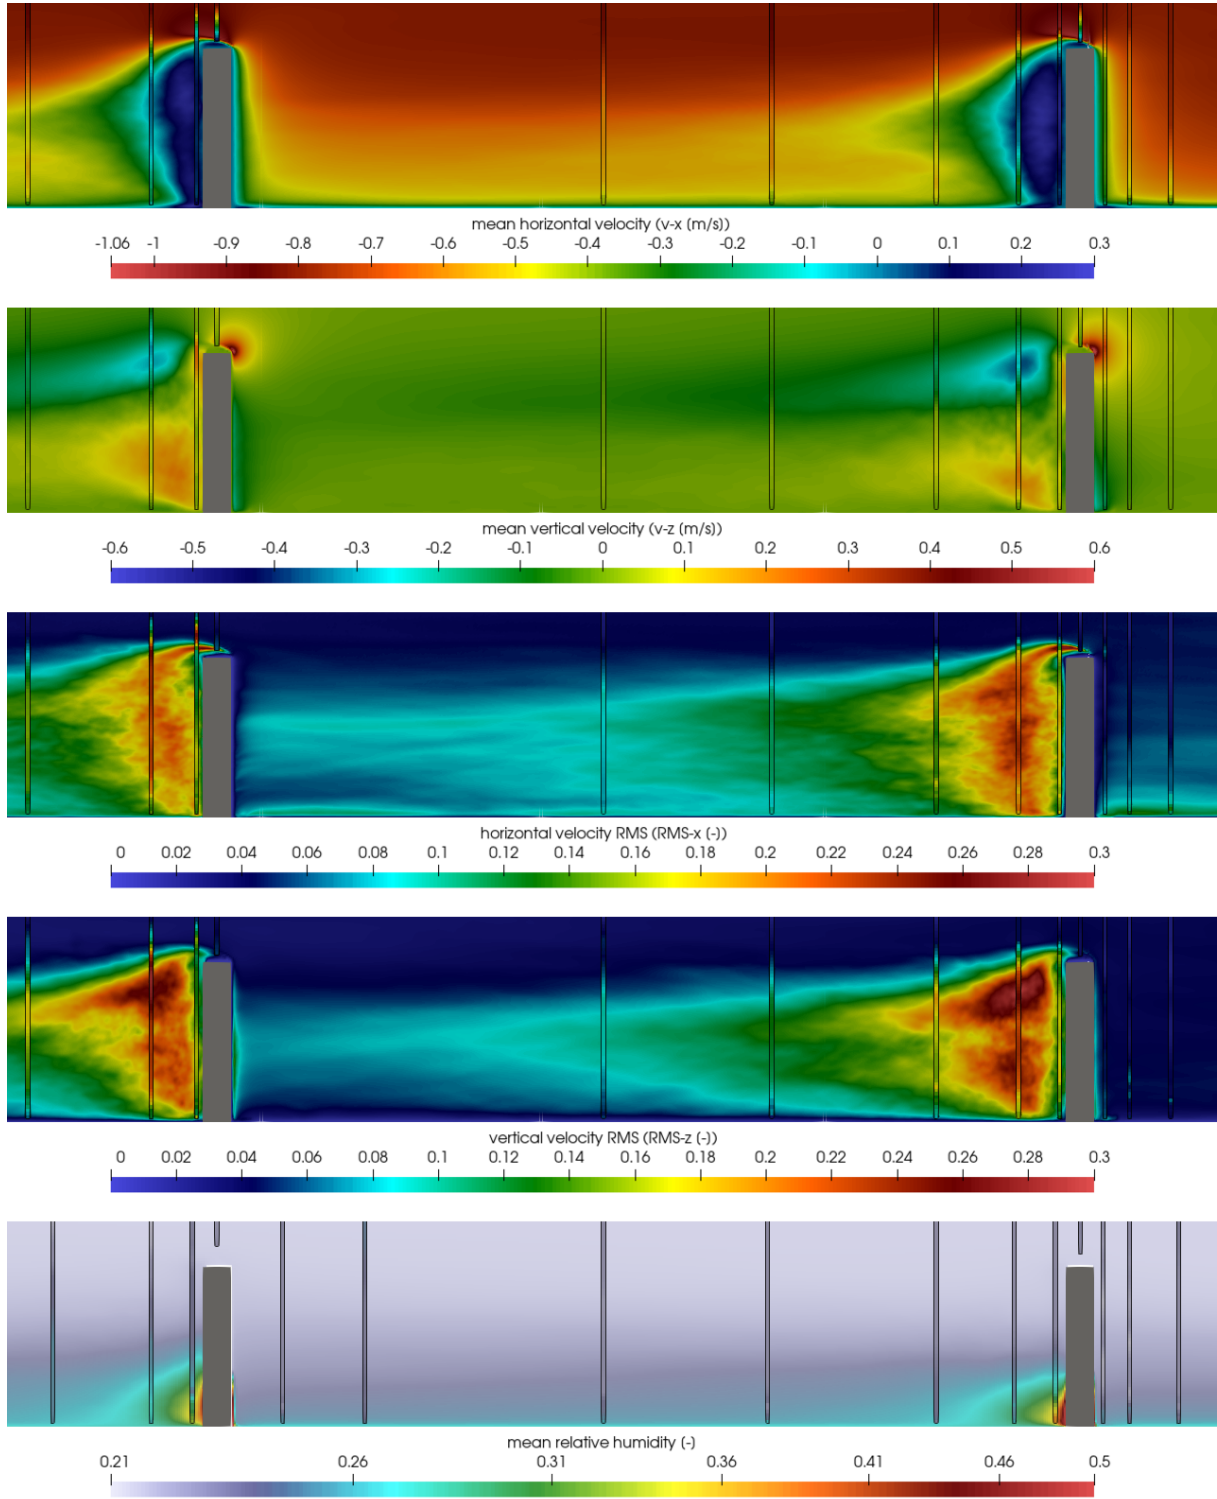 mean horizontal velocity (v-x (m/s))
-1.06 -1 -0.9 -0.8 -0.7 -0.6 -0.5 -0.4 -0.3 -0.2 -0.1 0 0.1 0.2 0.3
mean vertical velocity (v-z (m/s))
-0.6 -0.5 -0.4 -0.3 -0.2 -0.1 0 0.1 0.2 0.3 0.4 0.5 0.6
horizontal velocity RMS (RMS-x (-))
0 0.02 0.04 0.06 0.08 0.1 0.12 0.14 0.16 0.18 0.2 0.22 0.24 0.26 0.28 0.3
vertical velocity RMS (RMS-z (-))
0 0.02 0.04 0.06 0.08 0.1 0.12 0.14 0.16 0.18 0.2 0.22 0.24 0.26 0.28 0.3
mean relative humidity (-)
0.21 0.26 0.31 0.36 0.41 0.46 0.5